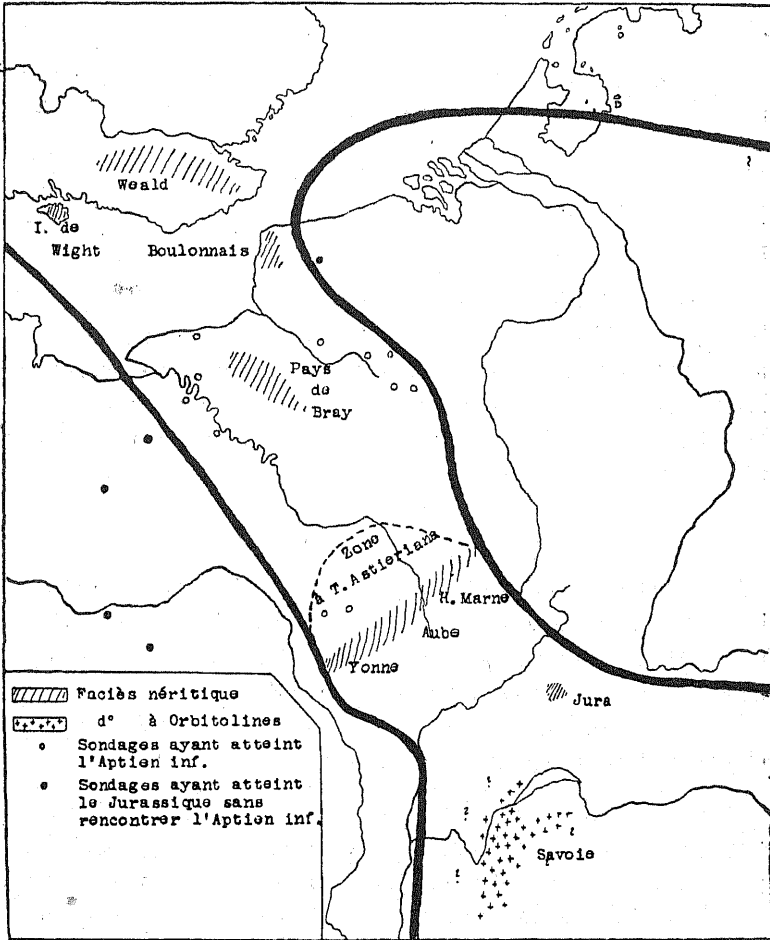 Weald
I. de
Wight
Boulonnais
Pays
de
Bray
Zone
à T. Astieriana
H. Marne
Aube
Yonne
Jura
Savoie
Faciès néritique
d° à Orbitolines
Sondages ayant atteint
l'Aptien inf.
Sondages ayant atteint
le Jurassique sans
rencontrer l'Aptien inf.
?
?
?
?
?